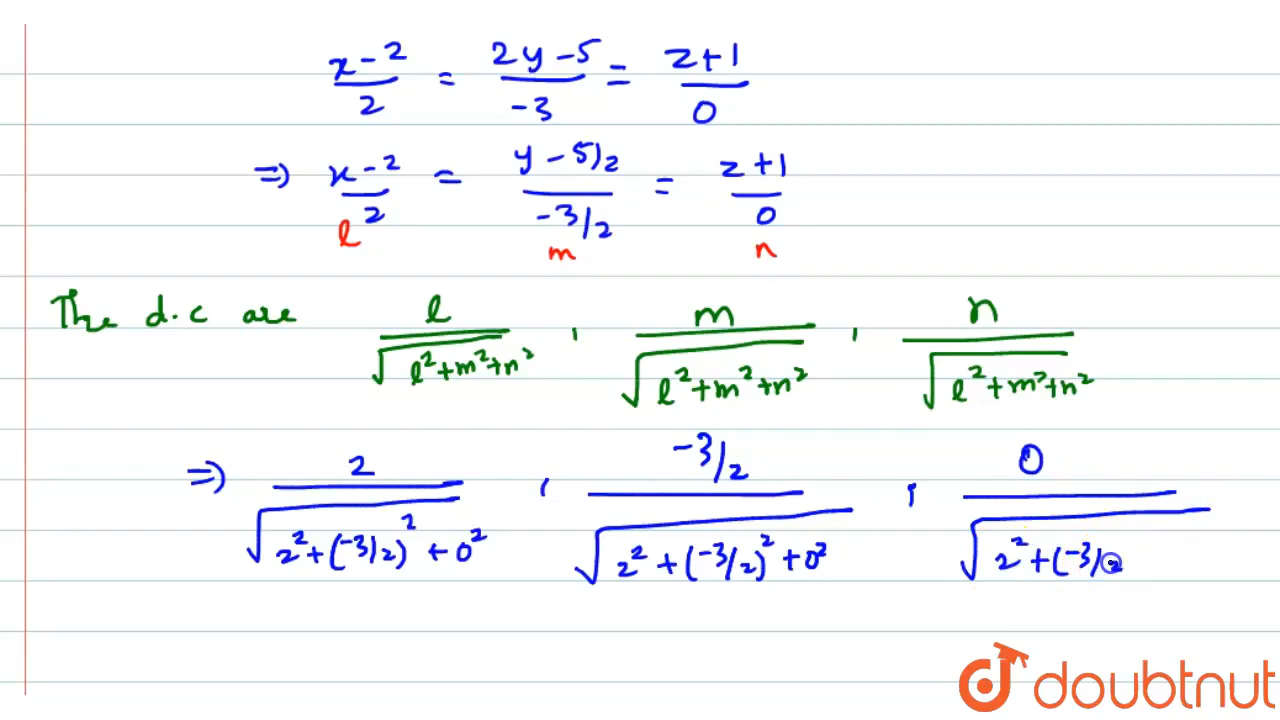 x-2/2 = 2y-5/-3 = z+1/0
=> x-2/2 = y-5/2/-3/2 = z+1/0
l m n
The d.c are l/√l²+m²+n² , m/√l²+m²+n² , n/√l²+m²+n²
=> 2/√2²+(-3/2)²+0² , -3/2/√2²+(-3/2)²+0² , 0/√2²+(-3/2
doubtnut